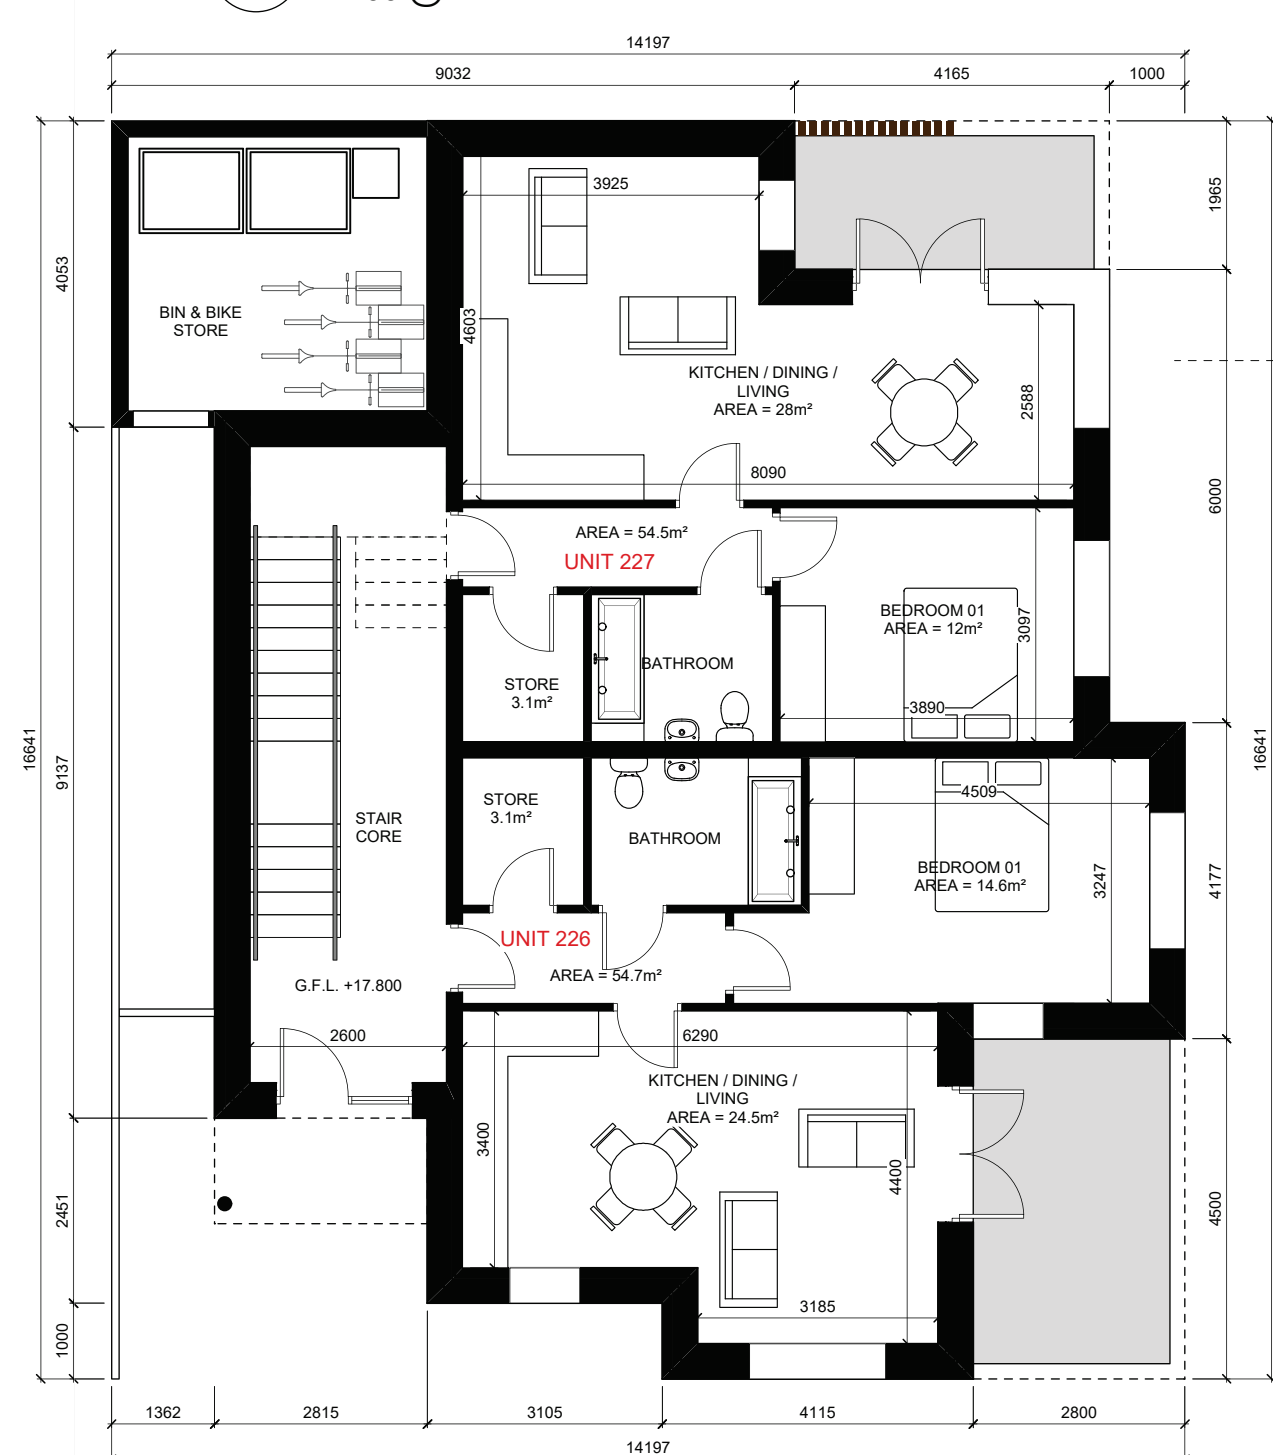 14197
9032
4165
1000
3925
1965
4053
BIN & BIKE
STORE
4603
KITCHEN / DINING /
LIVING
AREA = 28m²
2588
8090
6000
AREA = 54.5m²
UNIT 227
BEDROOM 01
AREA = 12m²
3097
BATHROOM
STORE
3.1m²
3890
16641
9137
16641
STORE
3.1m²
4509
STAIR
CORE
BATHROOM
BEDROOM 01
AREA = 14.6m²
3247
4177
UNIT 226
AREA = 54.7m²
G.F.L. +17.800
2600
6290
KITCHEN / DINING /
LIVING
AREA = 24.5m²
3400
4400
2451
4500
3185
1000
1362
2815
3105
4115
2800
14197